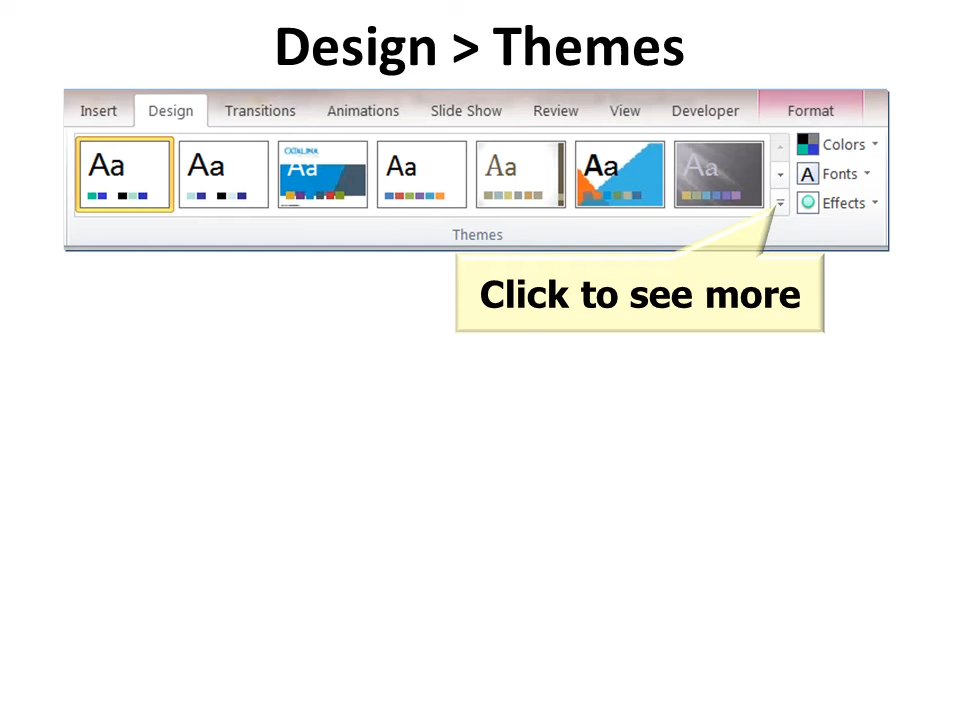 Design > Themes
Insert Design Transitions Animations Slide Show Review View Developer Format
Aa Aa CATALINA Aa Aa Aa Aa Aa
Colors
Fonts
Effects
Themes
Click to see more